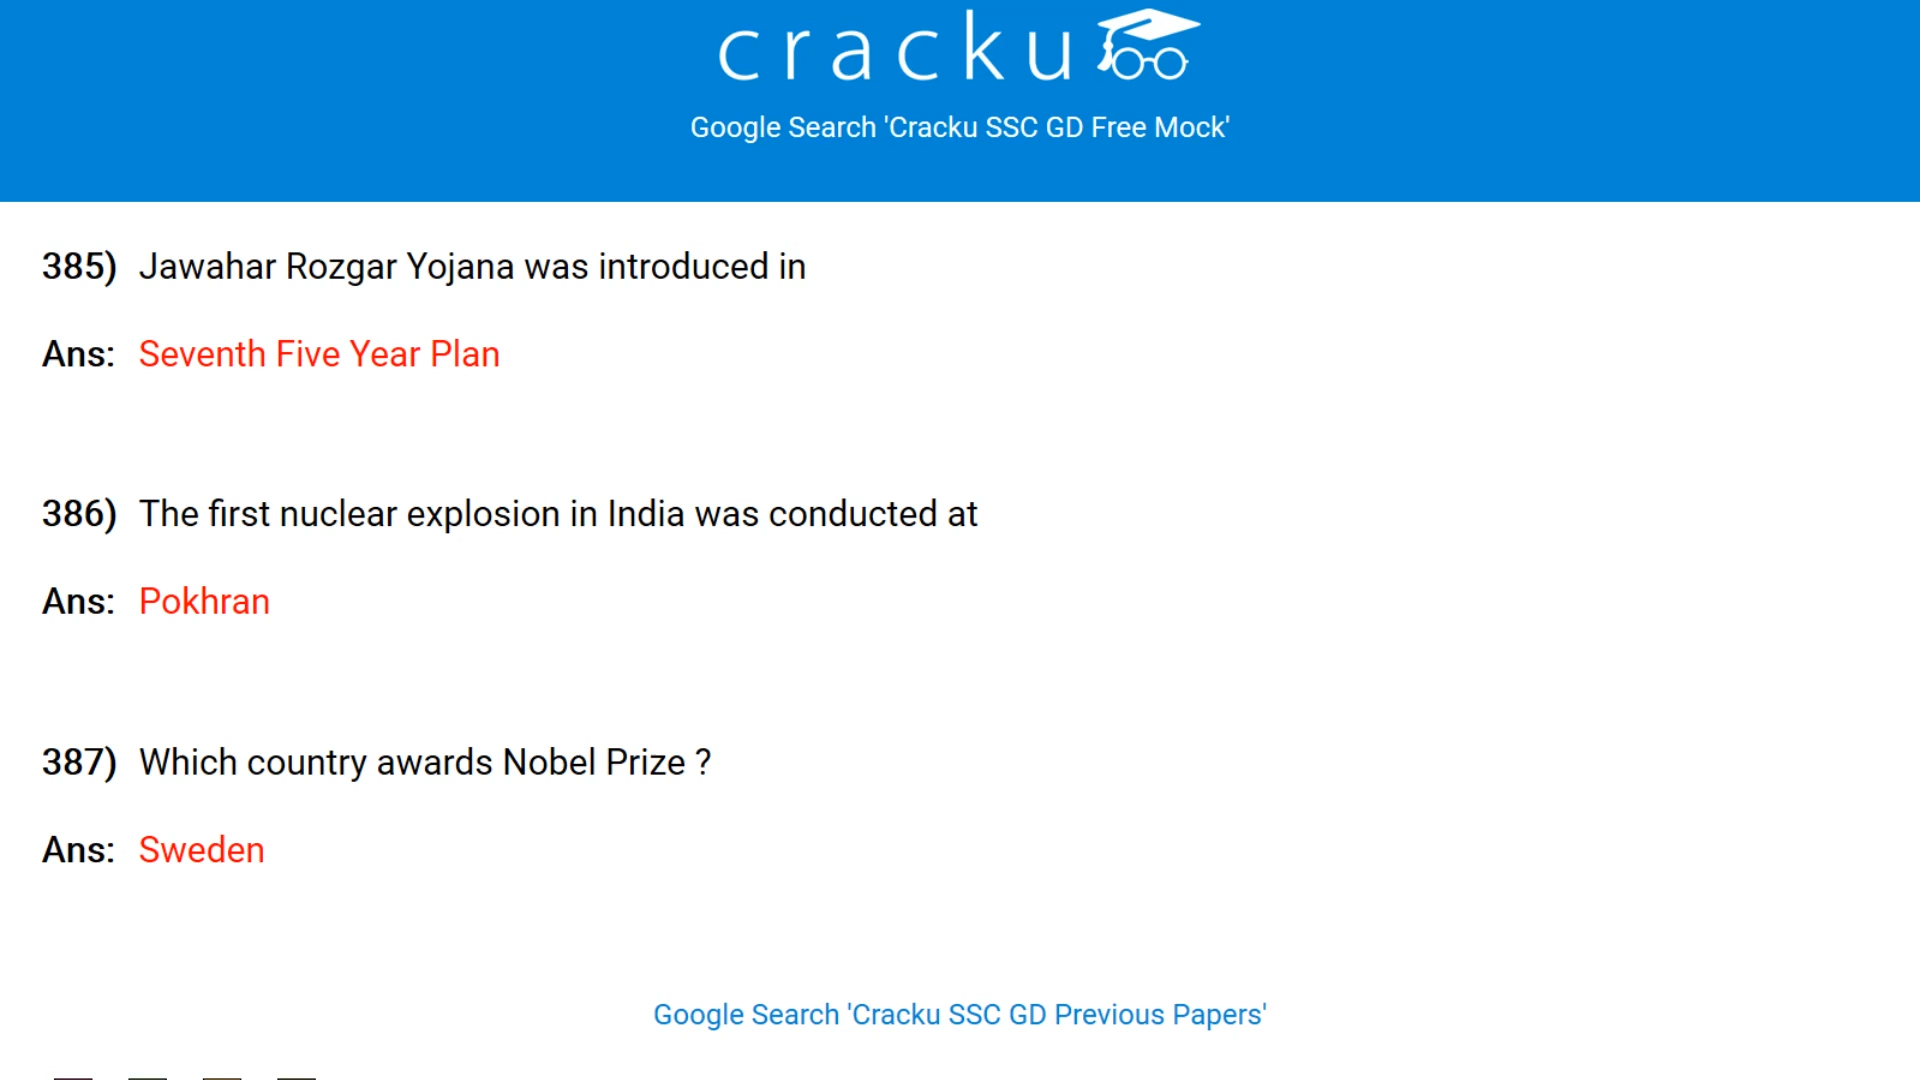 cracku
Google Search 'Cracku SSC GD Free Mock'
385) Jawahar Rozgar Yojana was introduced in
Ans: Seventh Five Year Plan
386) The first nuclear explosion in India was conducted at
Ans: Pokhran
387) Which country awards Nobel Prize ?
Ans: Sweden
Google Search 'Cracku SSC GD Previous Papers'